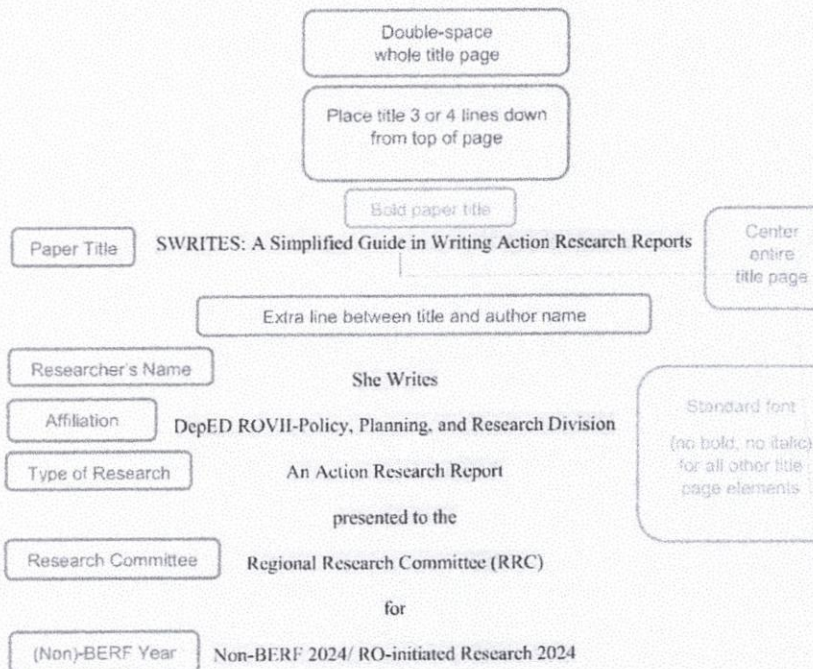 Double-space
whole title page
Place title 3 or 4 lines down
from top of page
Bold paper title
Paper Title
SWRITES: A Simplified Guide in Writing Action Research Reports
Center
entire
title page
Extra line between title and author name
Researcher's Name
She Writes
Affiliation
DepED ROVII-Policy, Planning, and Research Division
Standard font
(no bold, no italic)
for all other title
page elements
Type of Research
An Action Research Report
presented to the
Research Committee
Regional Research Committee (RRC)
for
(Non)-BERF Year
Non-BERF 2024/ RO-initiated Research 2024